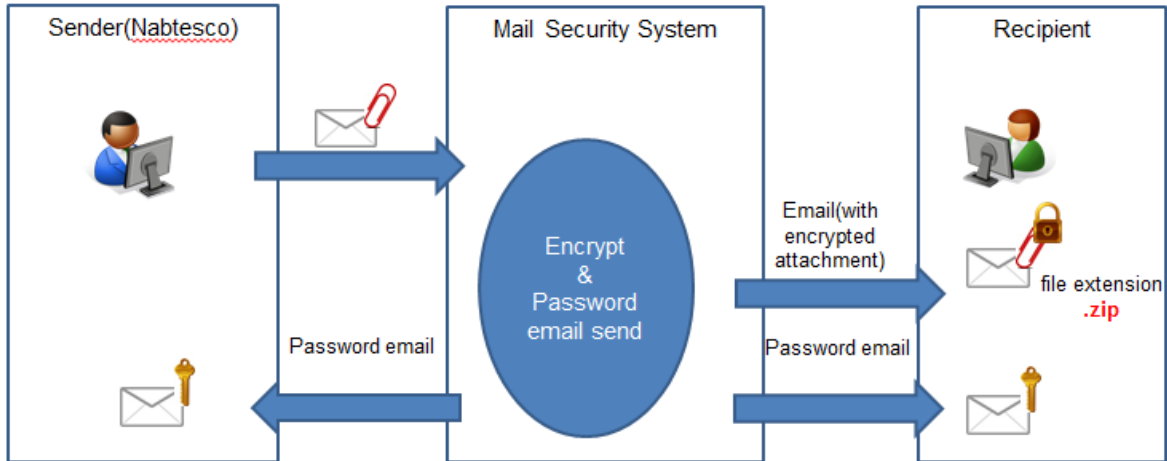 Sender(Nabtesco)
Mail Security System
Recipient
Email(with
encrypted
attachment)
Encrypt
&
Password
email send
file extension
.zip
Password email
Password email